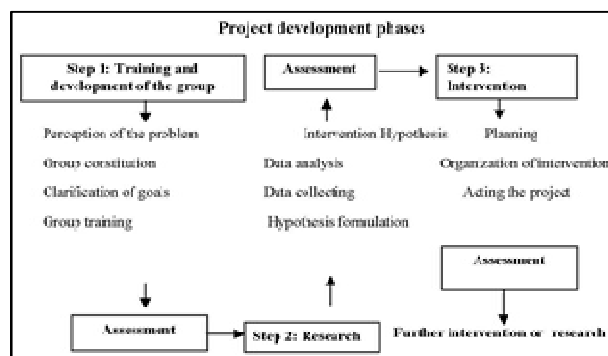 Project development phases
Step 1: Training and
development of the group
Perception of the problem
Group constitution
Clarification of goals
Group training
Assessment
Step 2: Research
Hypothesis formulation
Data collecting
Data analysis
Intervention Hypothesis
Assessment
Step 3:
Intervention
Planning
Organization of intervention
Acting the project
Assessment
Further intervention or research